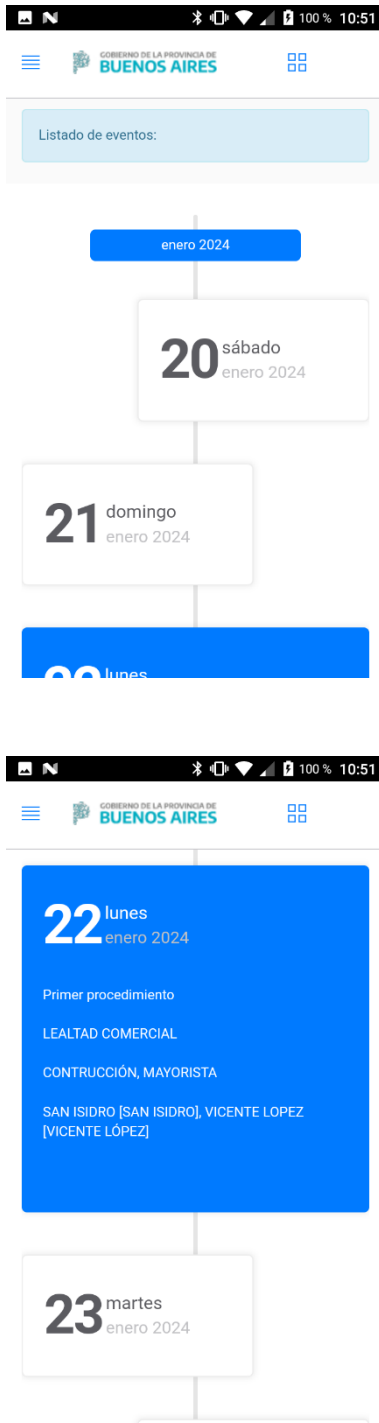 100 % 10:51
GOBIERNO DE LA PROVINCIA DE
BUENOS AIRES
Listado de eventos:
enero 2024
20 sábado
enero 2024
21 domingo
enero 2024
22 lunes
100 % 10:51
GOBIERNO DE LA PROVINCIA DE
BUENOS AIRES
22 lunes
enero 2024
Primer procedimiento
LEALTAD COMERCIAL
CONTRUCCIÓN, MAYORISTA
SAN ISIDRO [SAN ISIDRO], VICENTE LOPEZ
[VICENTE LÓPEZ]
23 martes
enero 2024